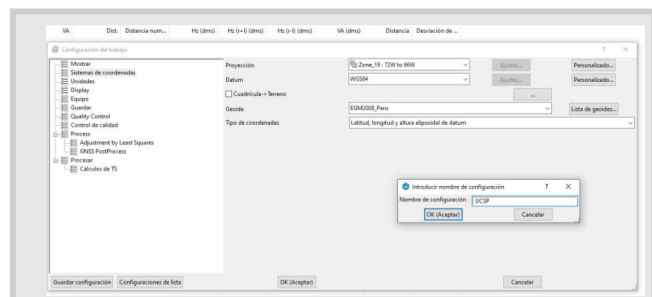 VA Dist. Distancia num... Hz (dms) Hz (r+l) (dms) Hz (r-l) (dms) VA (dms) Distancia Desviación de ...
Configuración del trabajo ? ×
Mostrar
Sistemas de coordenadas
Unidades
Display
Equipo
Guardar
Quality Control
Control de calidad
Process
Adjustment by Least Squares
GNSS PostProcess
Procesar
Cálculos de TS
Proyección Zone_19 : 72W to 66W Ajustes... Personalizado...
Datum WGS84 Ajustes... Personalizado...
Cuadrícula->Terreno ...
Geoide EGM2008_Peru Lista de geoides...
Tipo de coordenadas Latitud, longitud y altura elipsoidal de datum
Introducir nombre de configuración ? ×
Nombre de configuración UCSP
OK (Aceptar) Cancelar
Guardar configuración Configuraciones de lista OK (Aceptar) Cancelar